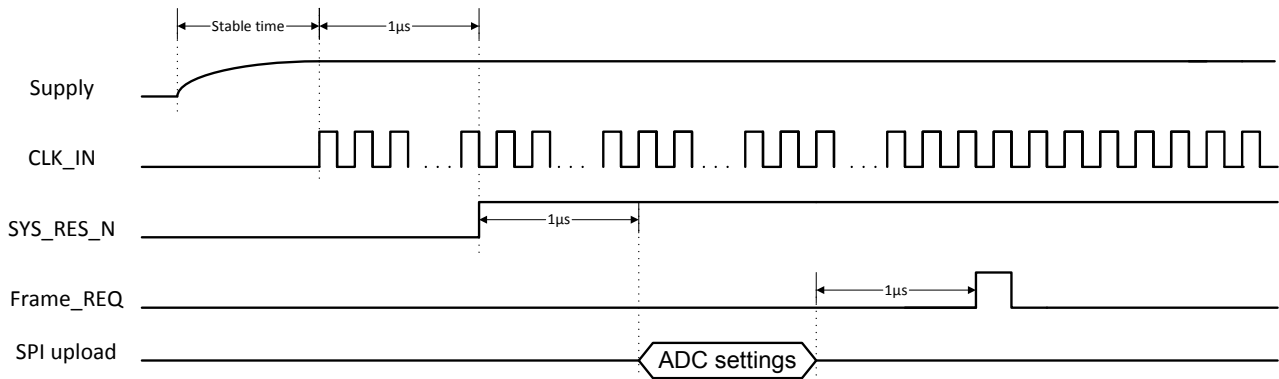 Stable time
1µs
Supply
CLK_IN
. . . . . . . . . . . . . . .
SYS_RES_N
1µs
Frame_REQ
1µs
SPI upload
ADC settings